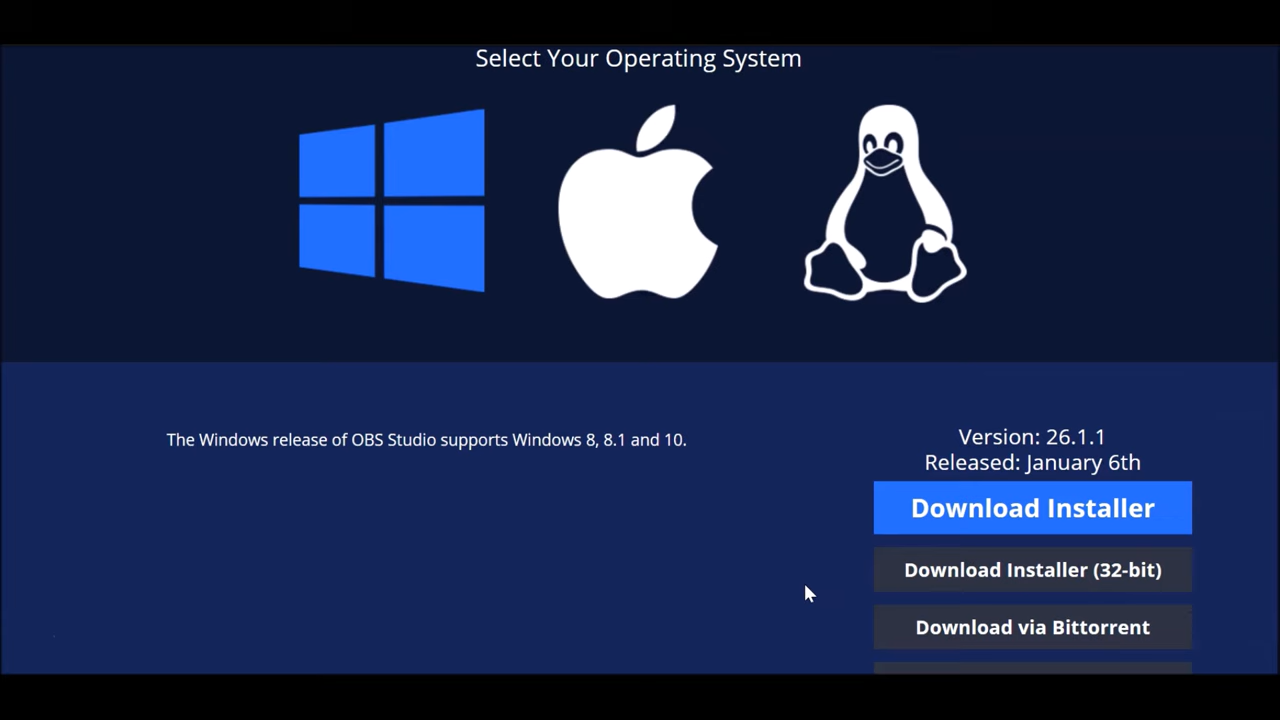 Select Your Operating System
The Windows release of OBS Studio supports Windows 8, 8.1 and 10.
Version: 26.1.1
Released: January 6th
Download Installer
Download Installer (32-bit)
Download via Bittorrent